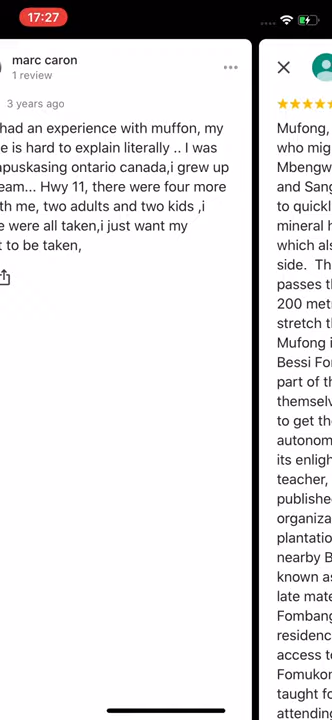 17:27
marc caron
1 review
3 years ago
had an experience with muffon, my
e is hard to explain literally .. I was
apuskasing ontario canada,i grew up
eam... Hwy 11, there were four more
th me, two adults and two kids ,i
e were all taken,i just want my
t to be taken,
Mufong,
who mig
Mbengw
and Sang
to quickl
mineral h
which als
side. Th
passes th
200 met
stretch th
Mufong i
Bessi Fo
part of th
themselv
to get the
autonom
its enligh
teacher,
publishe
organiza
plantatio
nearby B
known as
late mate
Fombang
residenc
access to
Fomukon
taught fo
attending